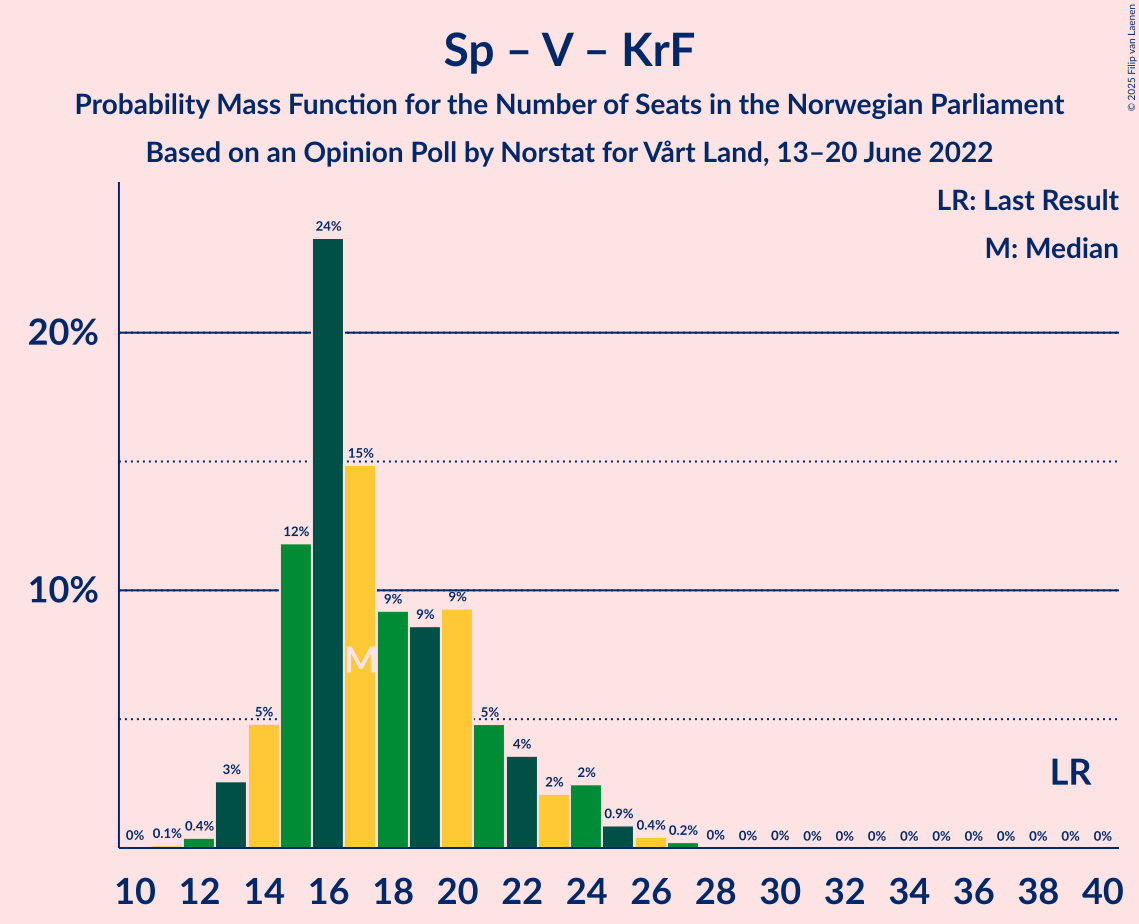 Sp – V – KrF
Probability Mass Function for the Number of Seats in the Norwegian Parliament
Based on an Opinion Poll by Norstat for Vårt Land, 13–20 June 2022
© 2025 Filip van Laenen
LR: Last Result
M: Median
20%
10%
0% 0.1% 0.4% 3% 5% 12% 24% 15% 9% 9% 9% 5% 4% 2% 2% 0.9% 0.4% 0.2% 0% 0% 0% 0% 0% 0% 0% 0% 0% 0% 0% 0% 0%
M
LR
10 12 14 16 18 20 22 24 26 28 30 32 34 36 38 40